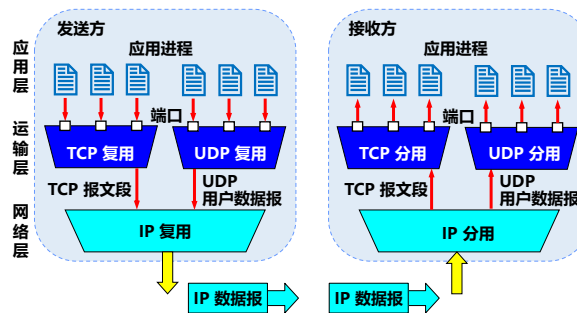 发送方
应用进程
应用层
端口
TCP 复用
UDP 复用
运输层
TCP 报文段
UDP
用户数据报
IP 复用
网络层
IP 数据报
接收方
应用进程
端口
TCP 分用
UDP 分用
TCP 报文段
UDP
用户数据报
IP 分用
IP 数据报